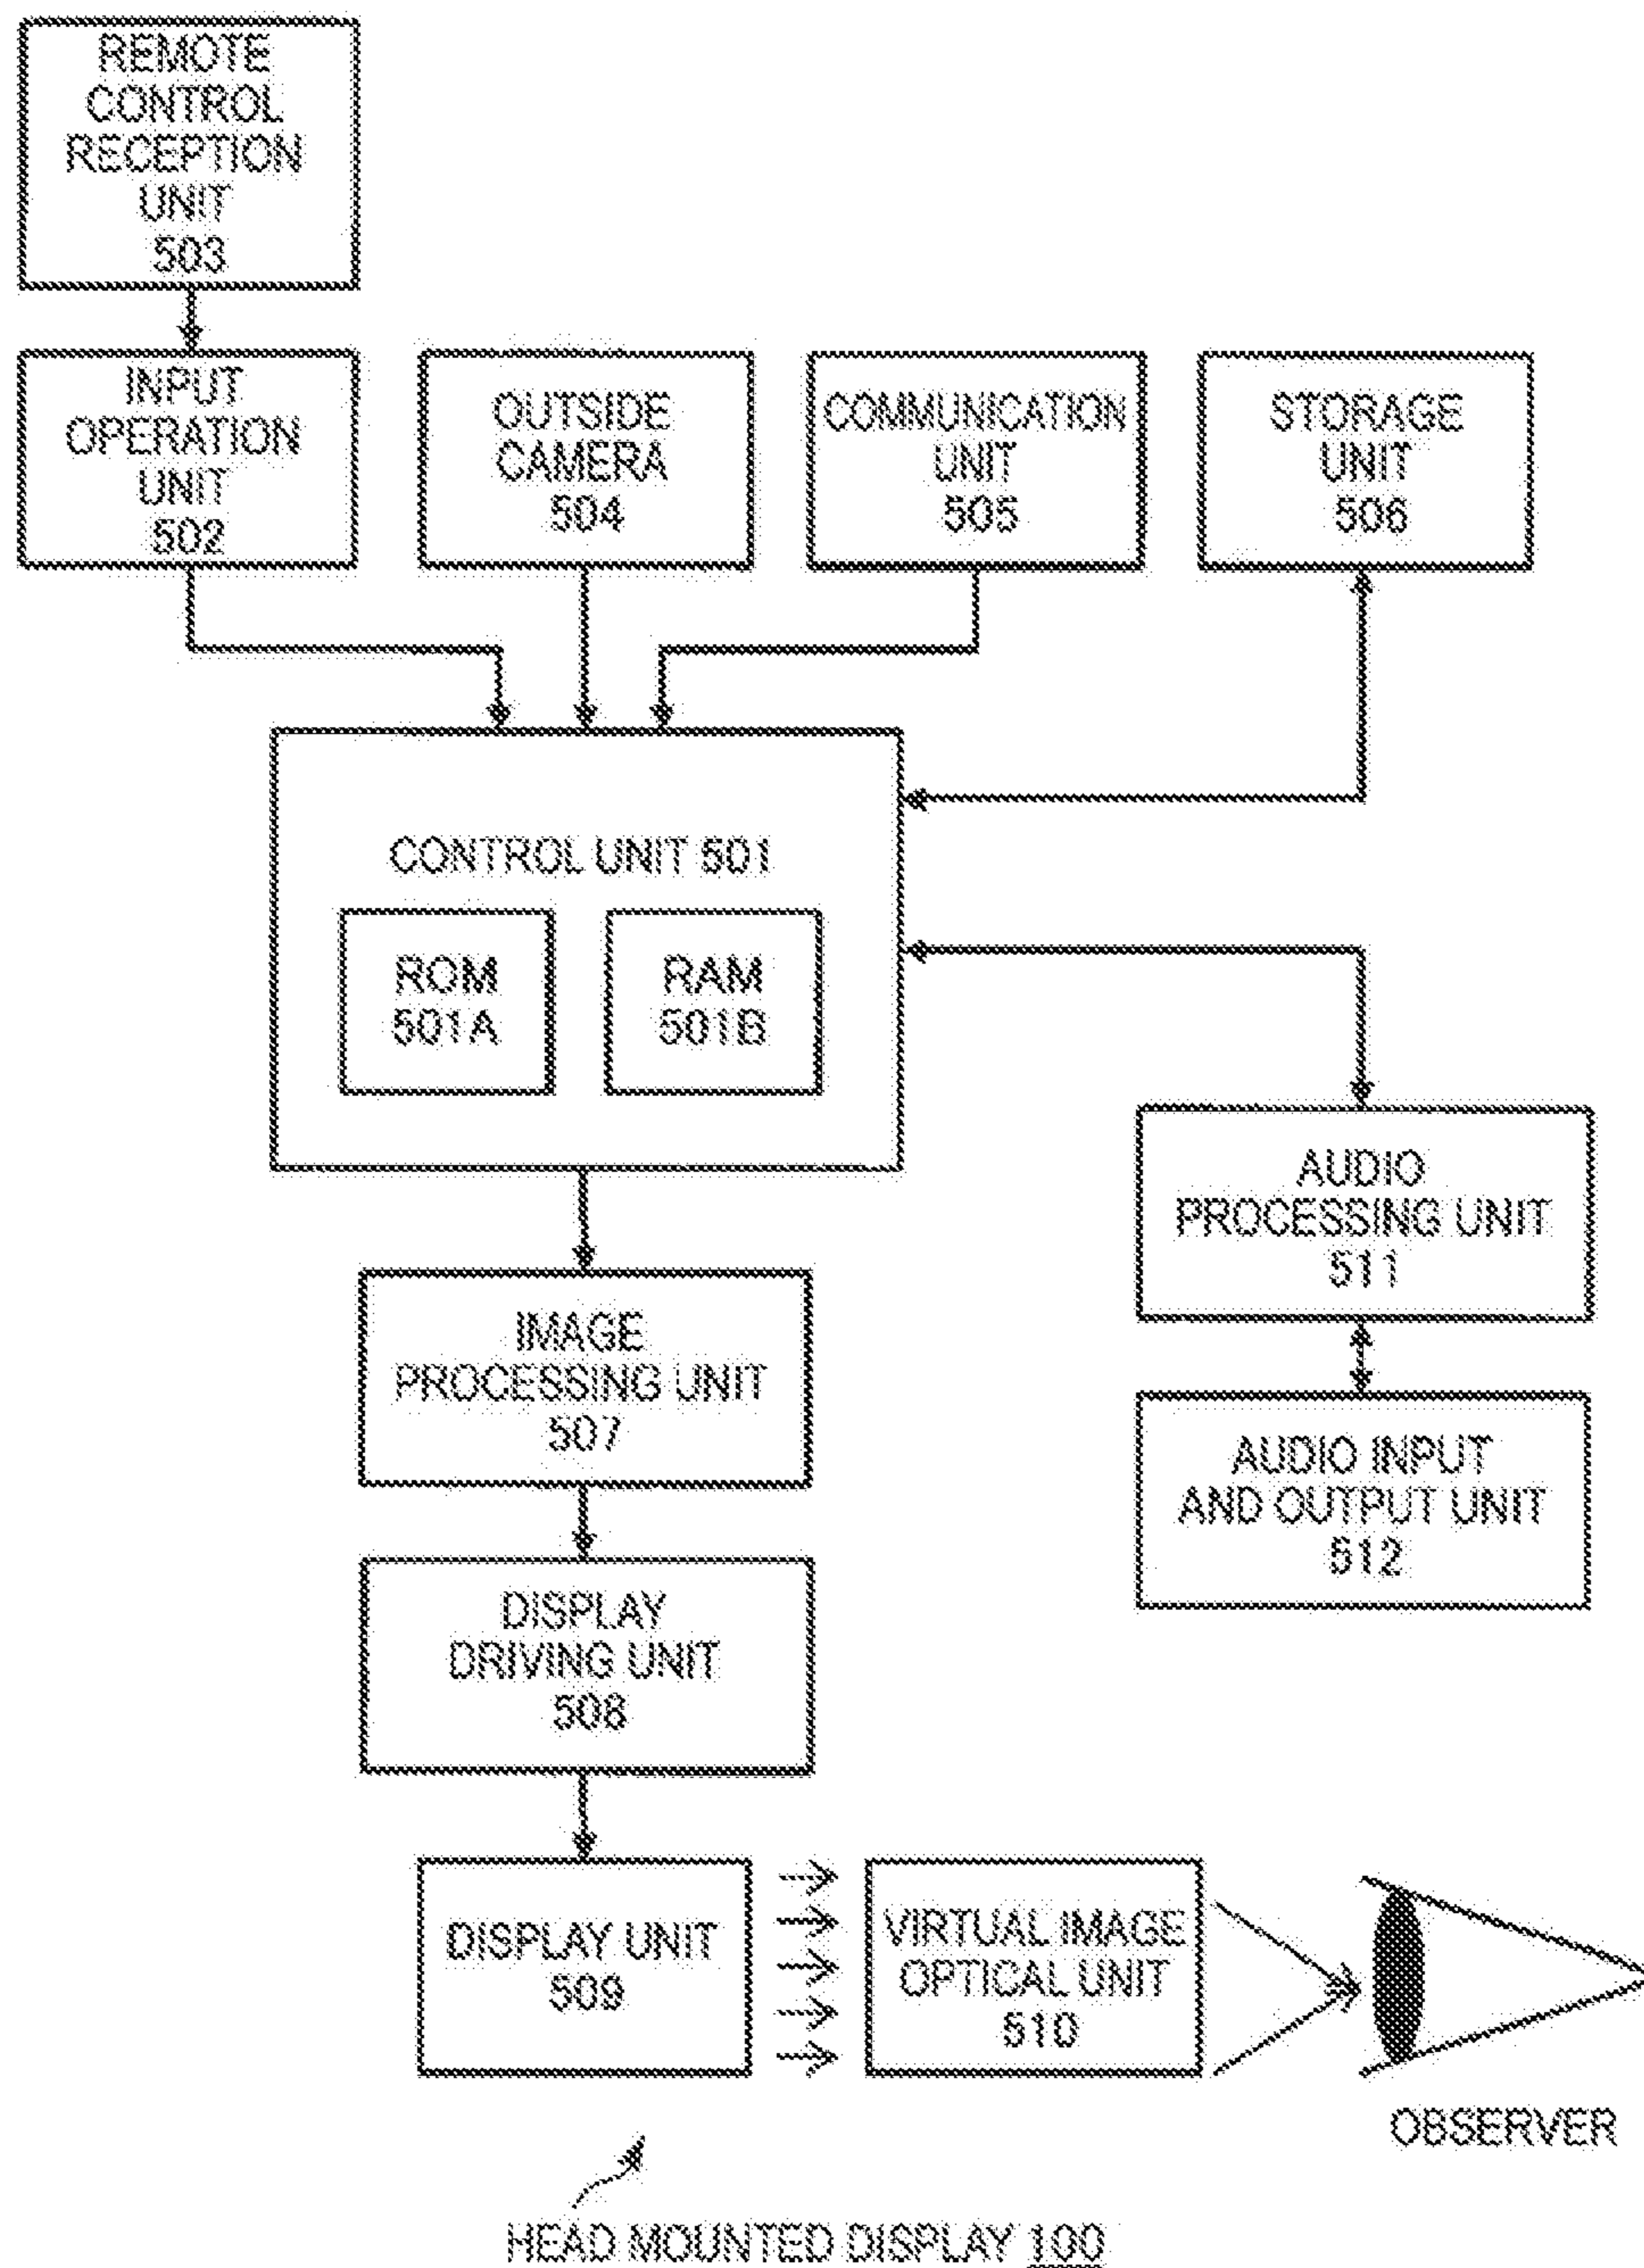 REMOTE
CONTROL
RECEPTION
UNIT
503
INPUT
OPERATION
UNIT
502
OUTSIDE
CAMERA
504
COMMUNICATION
UNIT
505
STORAGE
UNIT
506
CONTROL UNIT 501
ROM
501A
RAM
501B
AUDIO
PROCESSING UNIT
511
IMAGE
PROCESSING UNIT
507
AUDIO INPUT
AND OUTPUT UNIT
512
DISPLAY
DRIVING UNIT
508
DISPLAY UNIT
509
VIRTUAL IMAGE
OPTICAL UNIT
510
OBSERVER
HEAD MOUNTED DISPLAY 100